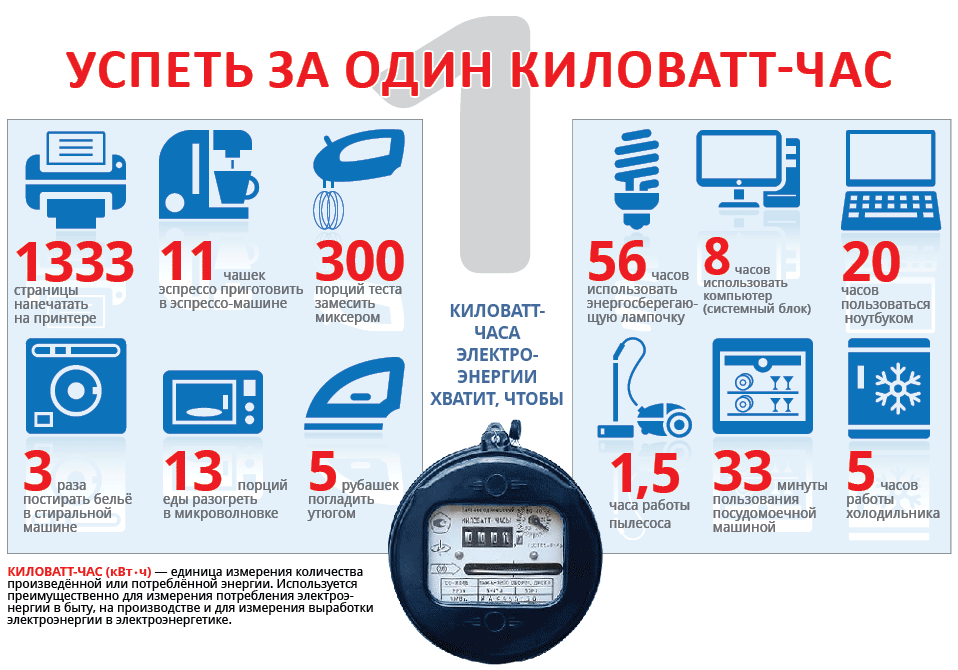 УСПЕТЬ ЗА ОДИН КИЛОВАТТ-ЧАС
1
КИЛОВАТТ-
ЧАСА
ЭЛЕКТРО-
ЭНЕРГИИ
ХВАТИТ, ЧТОБЫ
1333
страницы
напечатать
на принтере
11 чашек
эспрессо приготовить
в эспрессо-машине
300
порций теста
замесить
миксером
3 раза
постирать бельё
в стиральной
машине
13 порций
еды разогреть
в микроволновке
5 рубашек
погладить
утюгом
56 часов
использовать
энергосберегаю-
щую лампочку
8 часов
использовать
компьютер
(системный блок)
20
часов
пользоваться
ноутбуком
1,5
часа работы
пылесоса
33 минуты
пользования
посудомоечной
машиной
5 часов
работы
холодильника
КИЛОВАТТ-ЧАСЫ
КИЛОВАТТ-ЧАС (кВт·ч) — единица измерения количества
произведённой или потреблённой энергии. Используется
преимущественно для измерения потребления электроэ-
нергии в быту, на производстве и для измерения выработки
электроэнергии в электроэнергетике.